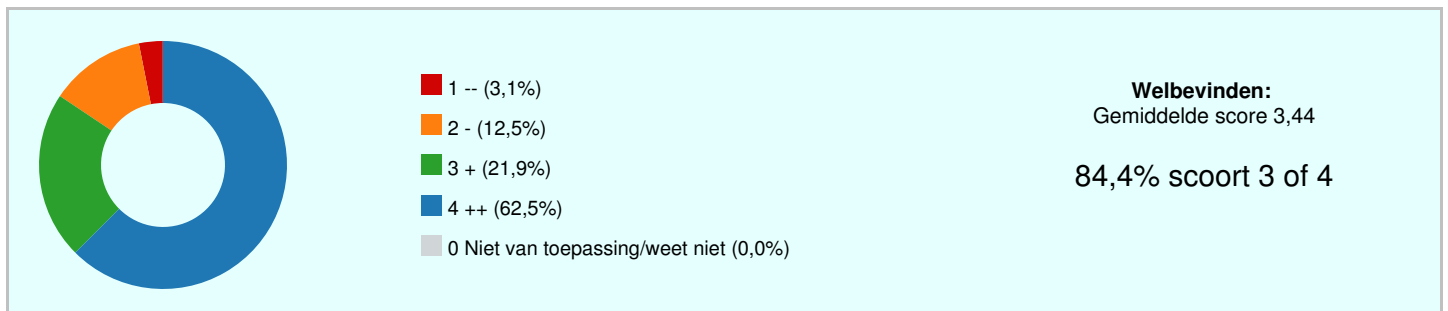 1 -- (3,1%)
2 - (12,5%)
3 + (21,9%)
4 ++ (62,5%)
0 Niet van toepassing/weet niet (0,0%)
Welbevinden:
Gemiddelde score 3,44
84,4% scoort 3 of 4